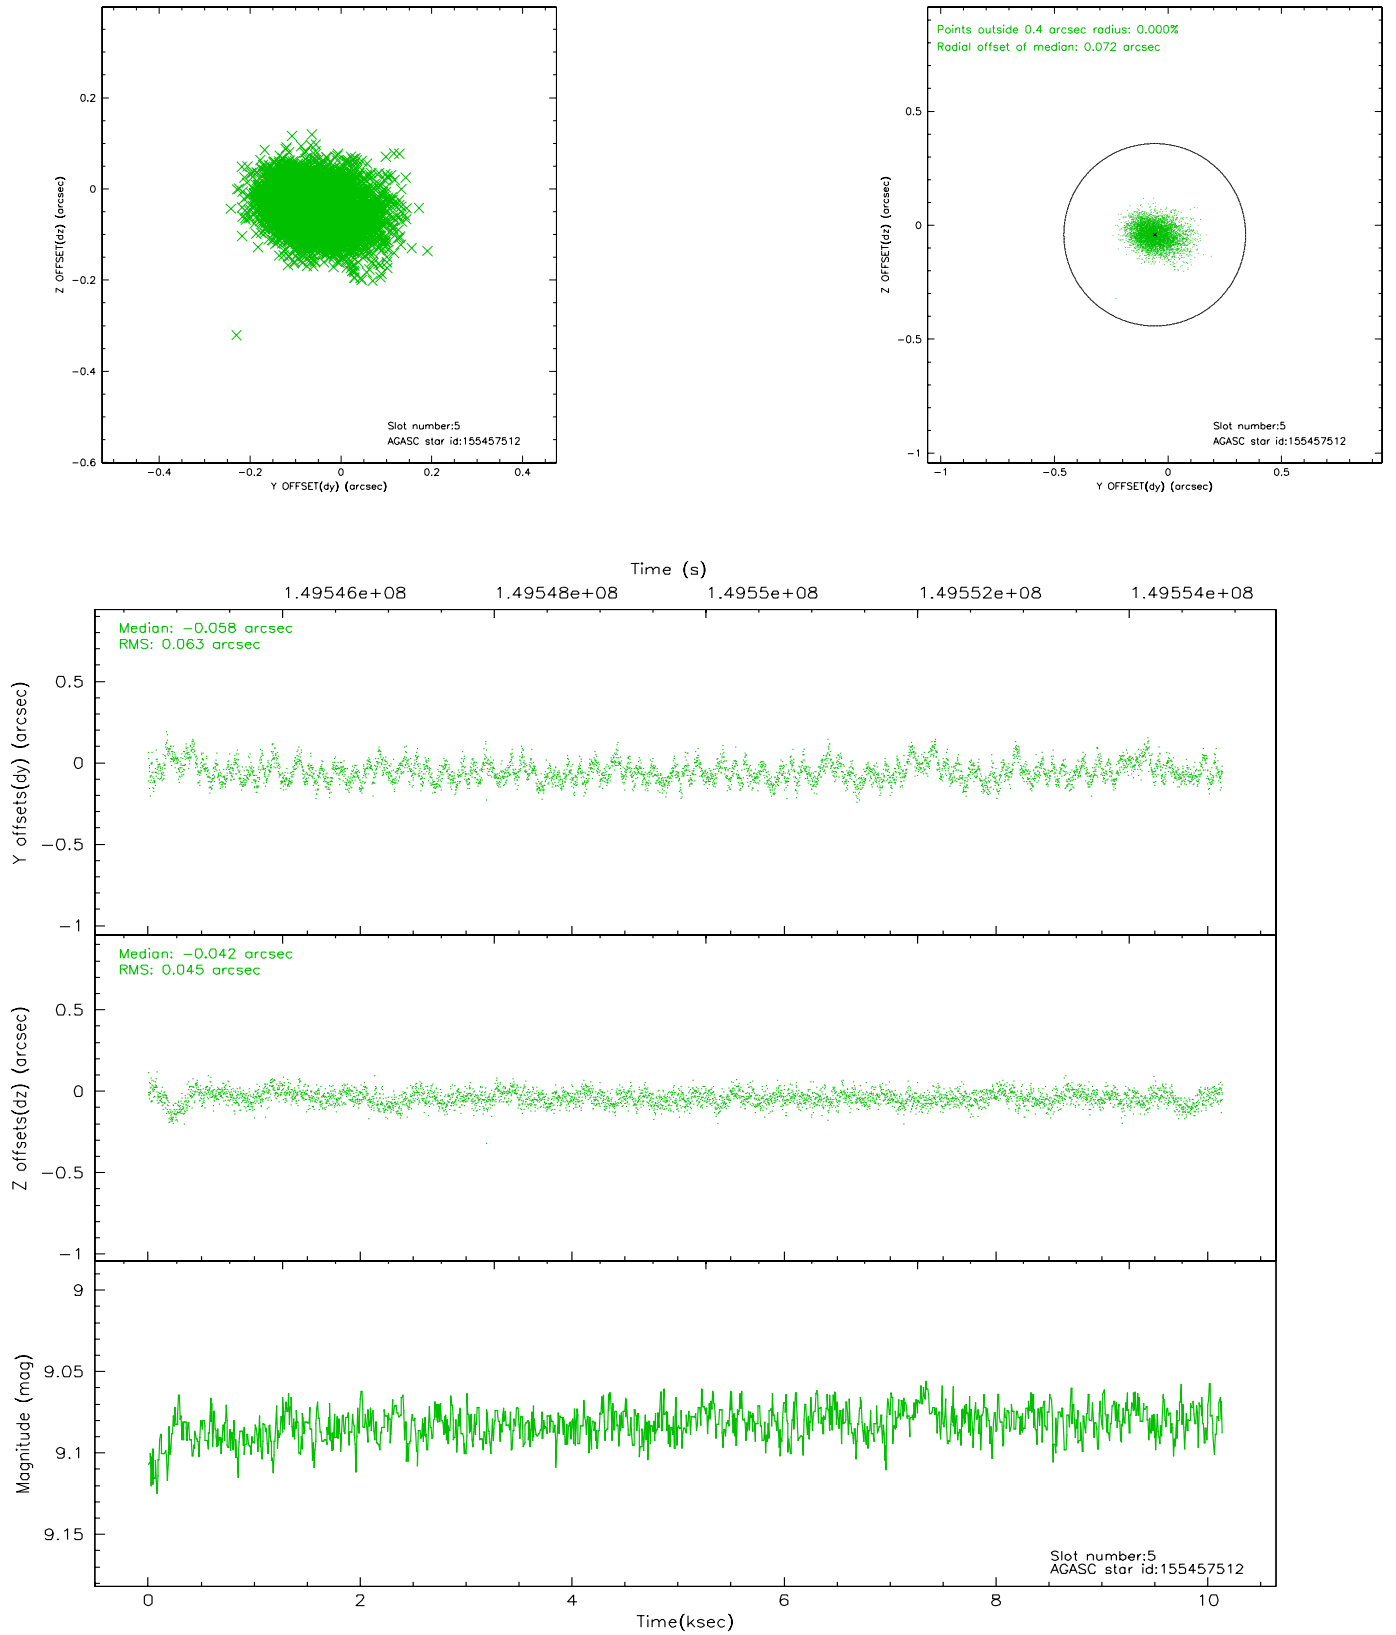 0.2
0
−0.2
−0.4
−0.6
Z OFFSET(dz) (arcsec)
Slot number:5
AGASC star id:155457512
−0.4 −0.2 0 0.2 0.4
Y OFFSET(dy) (arcsec)
Points outside 0.4 arcsec radius: 0.000%
Radial offset of median: 0.072 arcsec
0.5
0
−0.5
−1
Z OFFSET(dz) (arcsec)
Slot number:5
AGASC star id:155457512
−1 −0.5 0 0.5
Y OFFSET(dy) (arcsec)
Time (s)
1.49546e+08 1.49548e+08 1.4955e+08 1.49552e+08 1.49554e+08
Median: −0.058 arcsec
RMS: 0.063 arcsec
0.5
0
−0.5
−1
Y offsets(dy) (arcsec)
Median: −0.042 arcsec
RMS: 0.045 arcsec
0.5
0
−0.5
−1
Z offsets(dz) (arcsec)
9
9.05
9.1
9.15
Magnitude (mag)
Slot number:5
AGASC star id:155457512
0 2 4 6 8 10
Time(ksec)